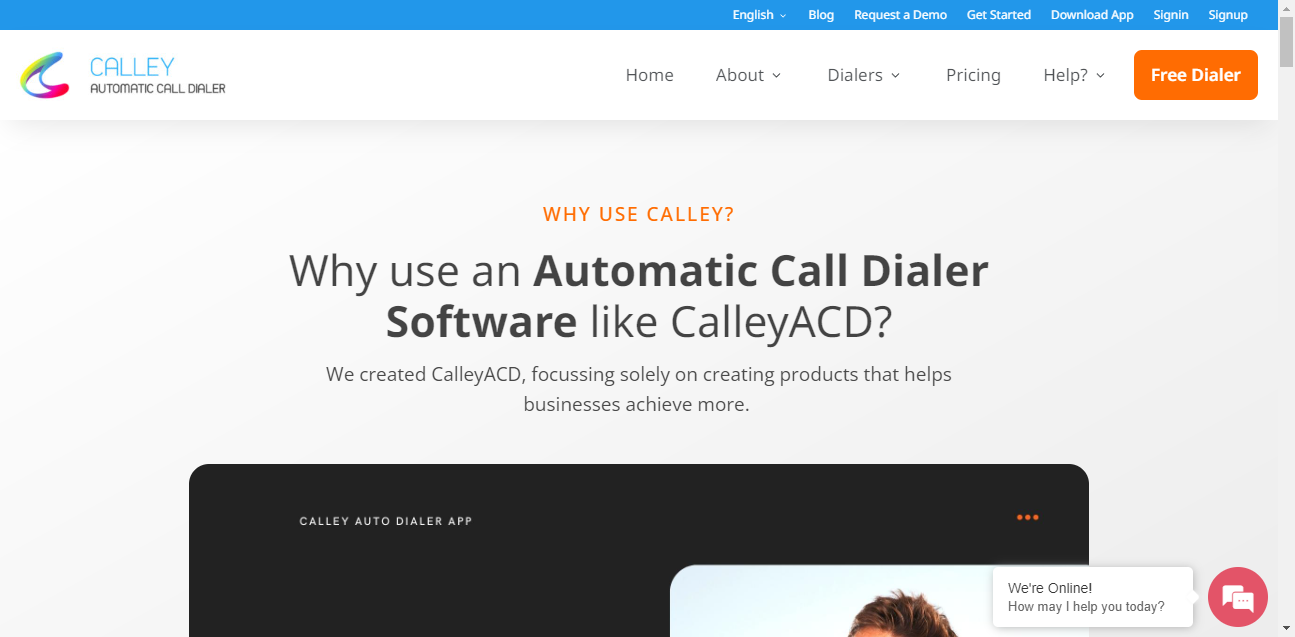 English
Blog
Request a Demo
Get Started
Download App
Signin
Signup
CALLEY
AUTOMATIC CALL DIALER
Home
About
Dialers
Pricing
Help?
Free Dialer
WHY USE CALLEY?
Why use an Automatic Call Dialer
Software like CalleyACD?
We created CalleyACD, focussing solely on creating products that helps
businesses achieve more.
CALLEY AUTO DIALER APP
We're Online!
How may I help you today?